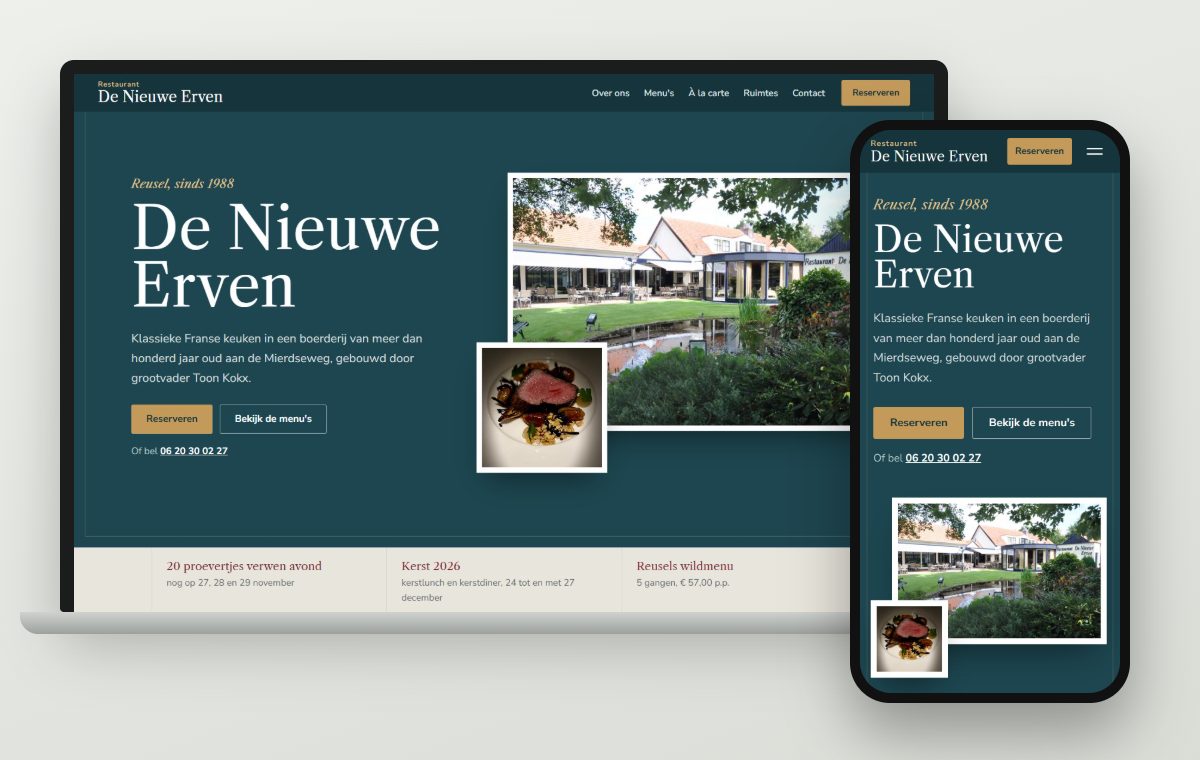 Restaurant
De Nieuwe Erven
Over ons Menu's À la carte Ruimtes Contact Reserveren
Reusel, sinds 1988
De Nieuwe
Erven
Klassieke Franse keuken in een boerderij van meer dan
honderd jaar oud aan de Mierdseweg, gebouwd door
grootvader Toon Kokx.
Reserveren Bekijk de menu's
Of bel 06 20 30 02 27
Restaurant De
20 proevertjes verwen avond
nog op 27, 28 en 29 november
Kerst 2026
kerstlunch en kerstdiner, 24 tot en met 27
december
Reusels wildmenu
5 gangen, € 57,00 p.p.
Restaurant
De Nieuwe Erven
Reserveren
Reusel, sinds 1988
De Nieuwe
Erven
Klassieke Franse keuken in een boerderij
van meer dan honderd jaar oud aan de
Mierdseweg, gebouwd door grootvader
Toon Kokx.
Reserveren Bekijk de menu's
Of bel 06 20 30 02 27
Restaurant De Nieuwe
Erven